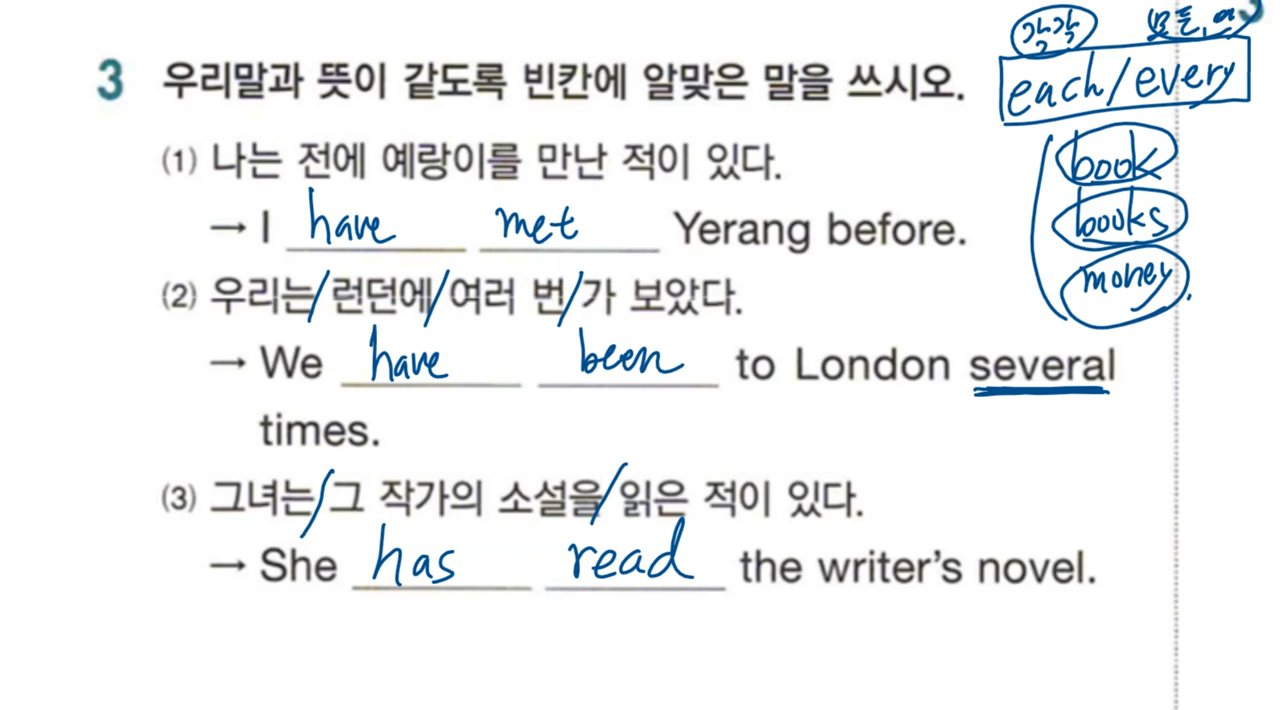 각각 모든,
each/every
book
books
money
3 우리말과 뜻이 같도록 빈칸에 알맞은 말을 쓰시오.
(1) 나는 전에 예랑이를 만난 적이 있다.
→ I have met Yerang before.
(2) 우리는/런던에/여러 번/가 보았다.
→ We have been to London several
times.
(3) 그녀는/그 작가의 소설을/읽은 적이 있다.
→ She has read the writer's novel.